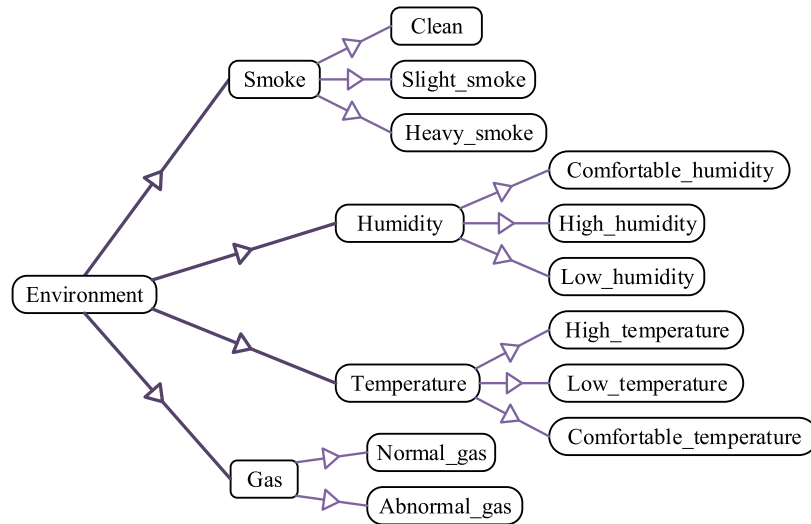 Clean
Smoke
Slight_smoke
Heavy_smoke
Comfortable_humidity
Humidity
High_humidity
Low_humidity
Environment
High_temperature
Temperature
Low_temperature
Comfortable_temperature
Normal_gas
Gas
Abnormal_gas